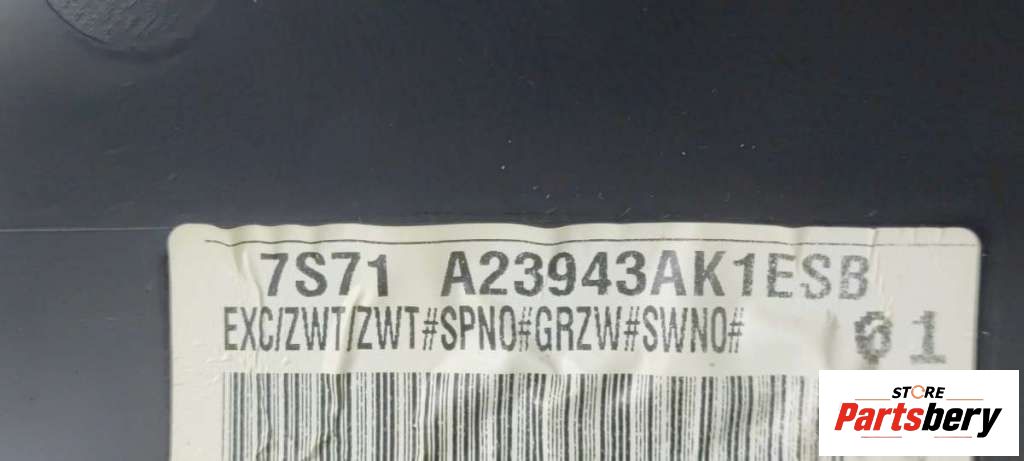 7S71 A23943AK1ESB
EXC/ZWT/ZWT#SPNO#GRZW#SWNO#
01
STORE
Partsbery